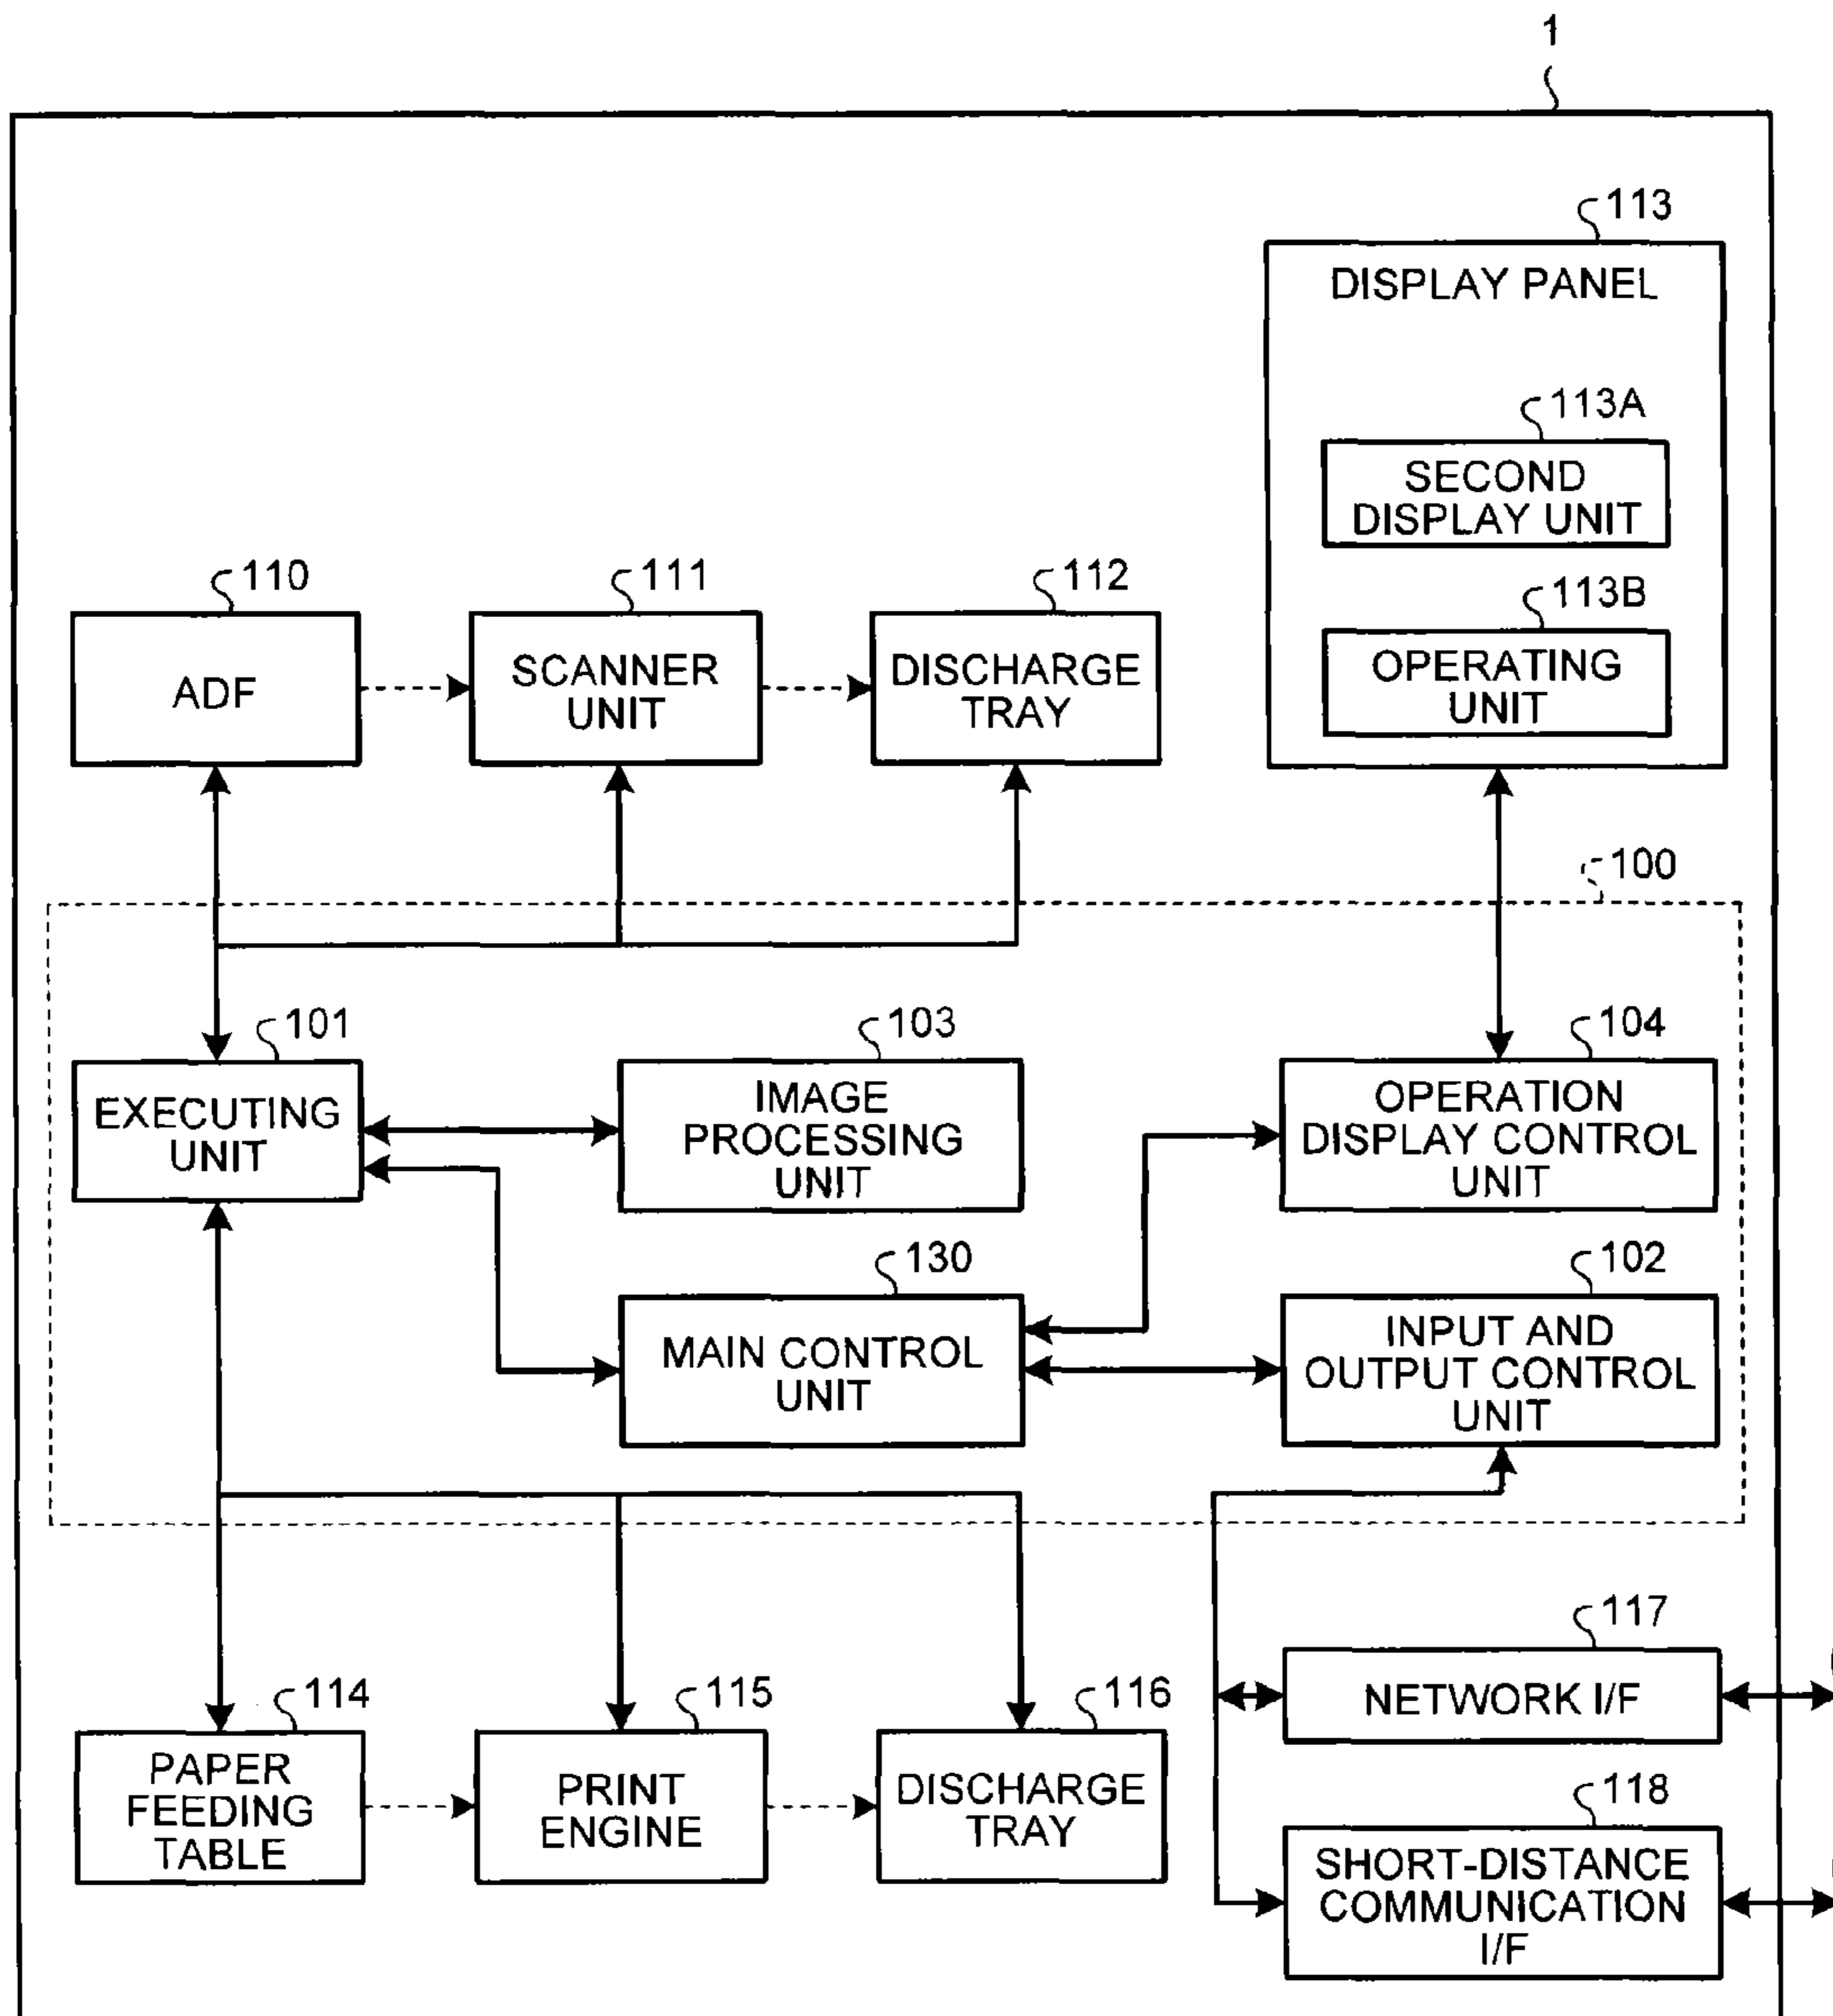 1
113
DISPLAY PANEL
113A
SECOND
DISPLAY UNIT
113B
OPERATING
UNIT
110
ADF
111
SCANNER
UNIT
112
DISCHARGE
TRAY
100
101
EXECUTING
UNIT
103
IMAGE
PROCESSING
UNIT
104
OPERATION
DISPLAY CONTROL
UNIT
130
MAIN CONTROL
UNIT
102
INPUT AND
OUTPUT CONTROL
UNIT
114
PAPER
FEEDING
TABLE
115
PRINT
ENGINE
116
DISCHARGE
TRAY
117
NETWORK I/F
118
SHORT-DISTANCE
COMMUNICATION
I/F